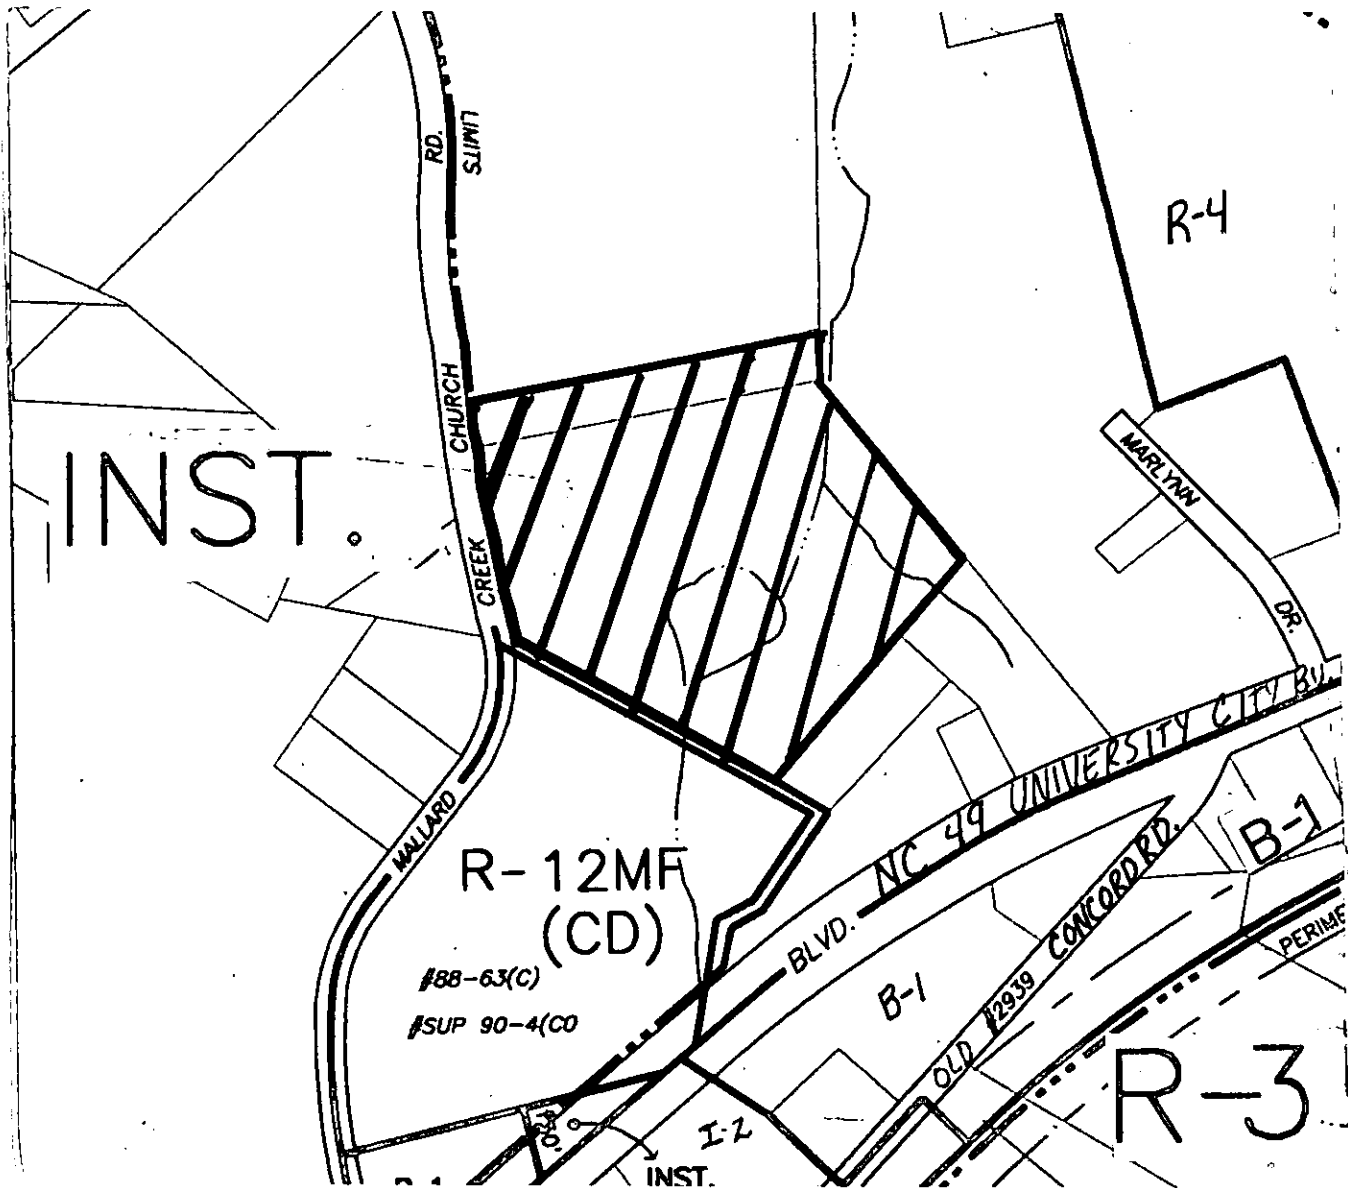 LIMITS
RD.
R-4
CHURCH
MARLYNN
INST.
CREEK
DR.
NC 49 UNIVERSITY CITY
MALLARD
B-1
R-12MF
(CD)
CONCORD RD.
BLVD.
PERIME
#88-63(C)
B-1
#2939
#SUP 90-4(CO
OLD
R-3
I-2
INST.